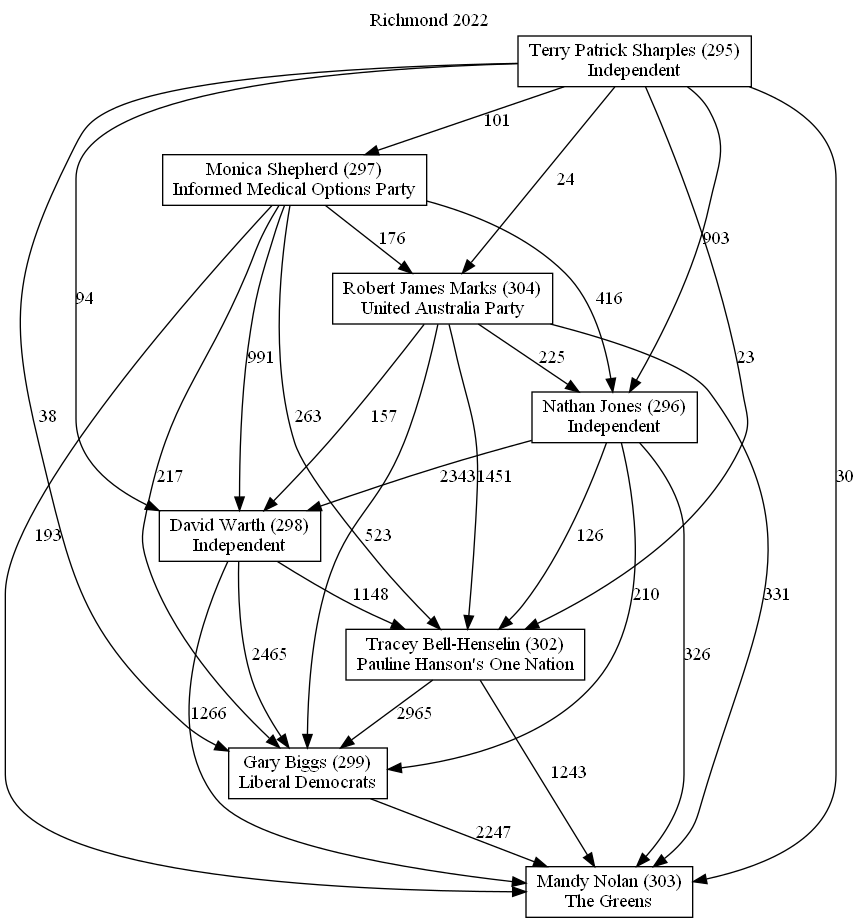 Richmond 2022
Terry Patrick Sharples (295)
Independent
101
Monica Shepherd (297)
Informed Medical Options Party
24
176
903
Robert James Marks (304)
United Australia Party
94
416
991
225
23
Nathan Jones (296)
Independent
38
263
157
217
2343
1451
30
David Warth (298)
Independent
193
523
126
1148
210
331
Tracey Bell-Henselin (302)
Pauline Hanson's One Nation
2465
326
1266
2965
Gary Biggs (299)
Liberal Democrats
1243
2247
Mandy Nolan (303)
The Greens